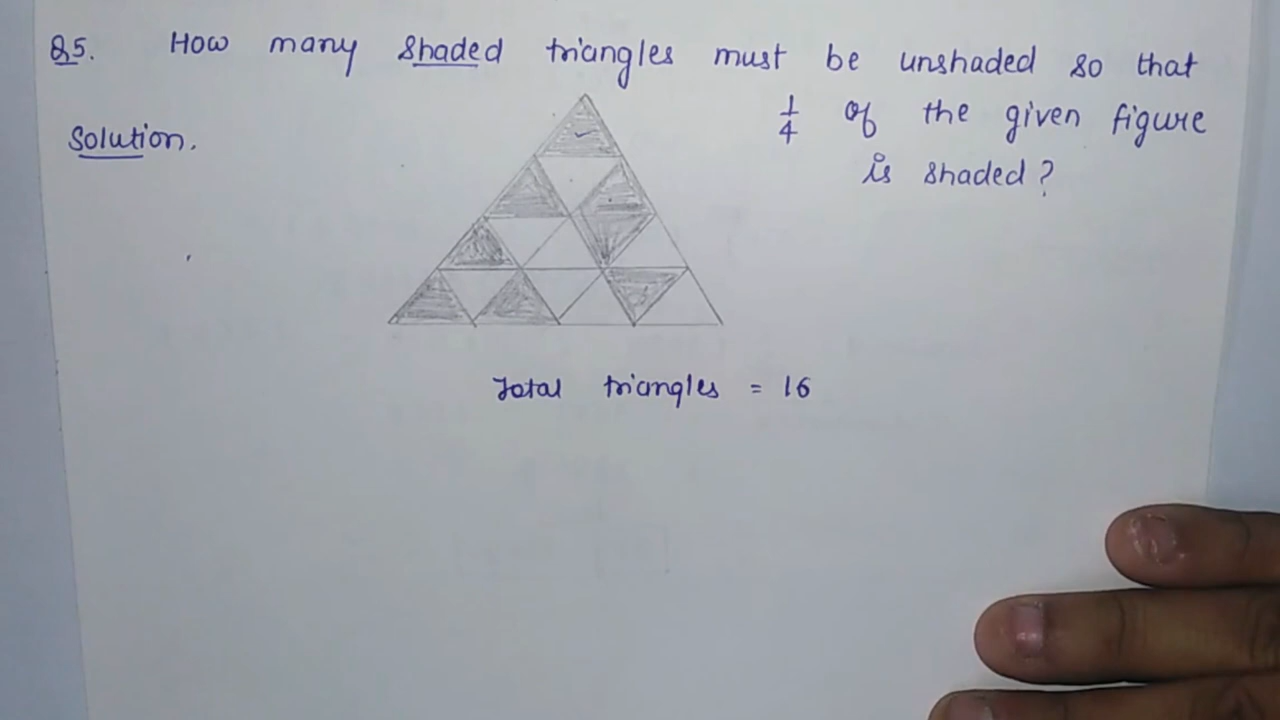 Q5. How many shaded triangles must be unshaded so that
1/4 of the given figure
is shaded?
Solution.
Total triangles = 16